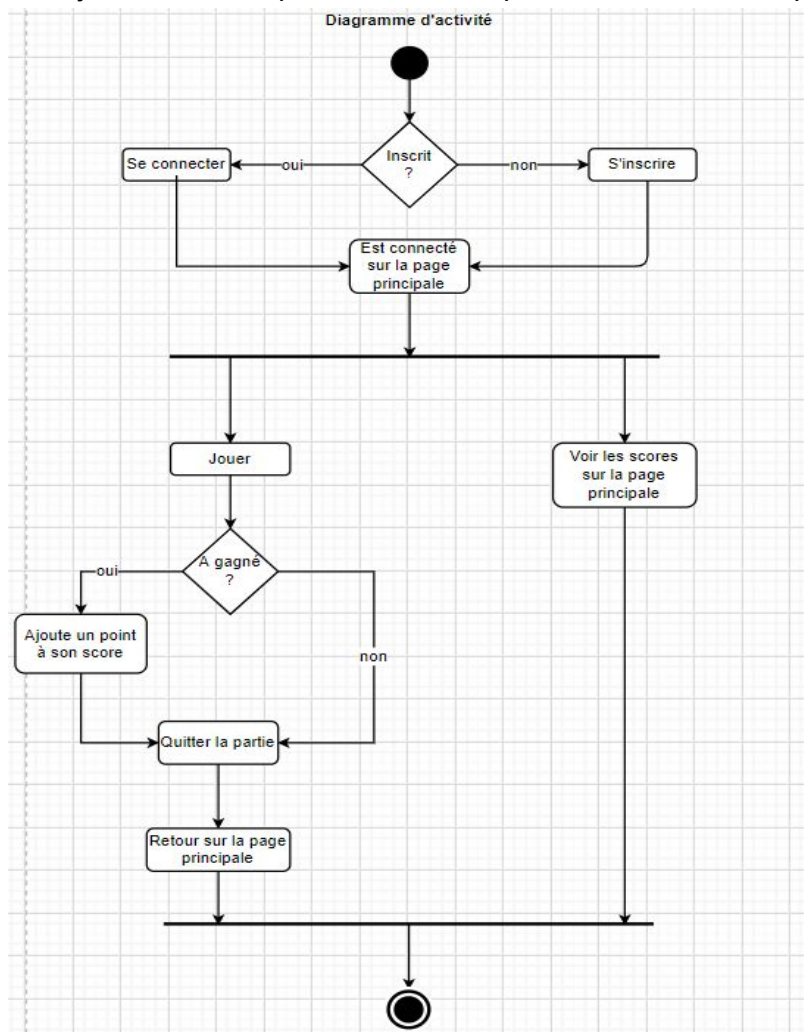 Diagramme d'activité
Inscrit
?
oui
non
Se connecter
S'inscrire
Est connecté
sur la page
principale
Jouer
Voir les scores
sur la page
principale
A gagné
?
oui
non
Ajoute un point
à son score
Quitter la partie
Retour sur la page
principale